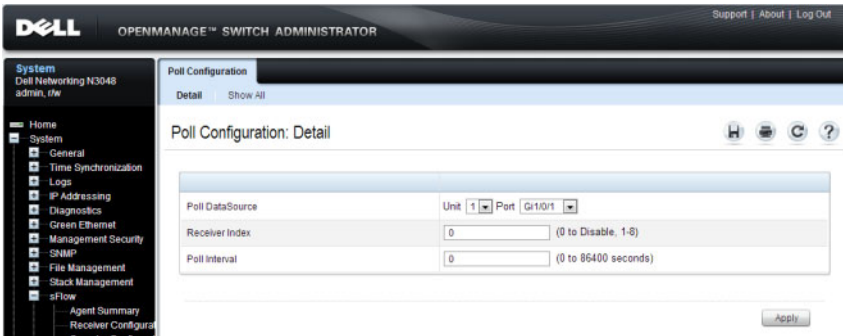 Support | About | Log Out
DELL OPENMANAGE™ SWITCH ADMINISTRATOR
System
Dell Networking N3048
admin, r/w
Home
System
General
Time Synchronization
Logs
IP Addressing
Diagnostics
Green Ethernet
Management Security
SNMP
File Management
Stack Management
sFlow
Agent Summary
Receiver Configurat
Poll Configuration
Detail Show All
Poll Configuration: Detail
Poll DataSource Unit 1 Port Gi1/0/1
Receiver Index 0 (0 to Disable, 1-8)
Poll Interval 0 (0 to 86400 seconds)
Apply